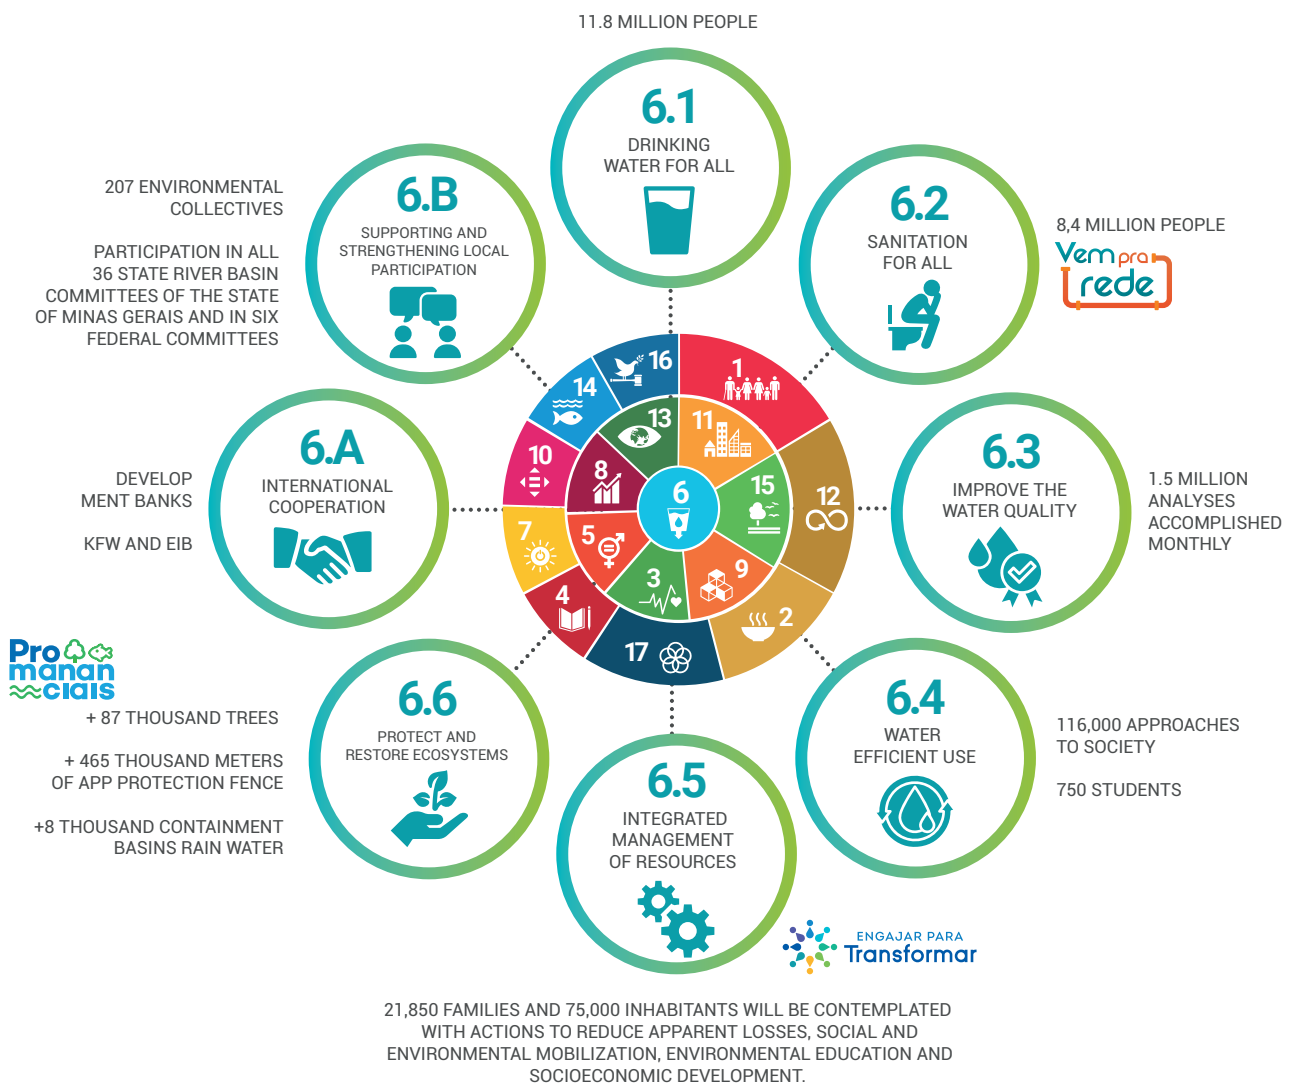 11.8 MILLION PEOPLE
6.1
DRINKING
WATER FOR ALL
6.2
SANITATION
FOR ALL
8,4 MILLION PEOPLE
Vem pra
rede
6.3
IMPROVE THE
WATER QUALITY
1.5 MILLION
ANALYSES
ACCOMPLISHED
MONTHLY
6.4
WATER
EFFICIENT USE
116,000 APPROACHES
TO SOCIETY
750 STUDENTS
6.5
INTEGRATED
MANAGEMENT
OF RESOURCES
ENGAJAR PARA
Transformar
21,850 FAMILIES AND 75,000 INHABITANTS WILL BE CONTEMPLATED
WITH ACTIONS TO REDUCE APPARENT LOSSES, SOCIAL AND
ENVIRONMENTAL MOBILIZATION, ENVIRONMENTAL EDUCATION AND
SOCIOECONOMIC DEVELOPMENT.
6.6
PROTECT AND
RESTORE ECOSYSTEMS
Pro
manan
ciais
+ 87 THOUSAND TREES
+ 465 THOUSAND METERS
OF APP PROTECTION FENCE
+8 THOUSAND CONTAINMENT
BASINS RAIN WATER
6.A
INTERNATIONAL
COOPERATION
DEVELOP
MENT BANKS
KFW AND EIB
6.B
SUPPORTING AND
STRENGTHENING LOCAL
PARTICIPATION
207 ENVIRONMENTAL
COLLECTIVES
PARTICIPATION IN ALL
36 STATE RIVER BASIN
COMMITTEES OF THE STATE
OF MINAS GERAIS AND IN SIX
FEDERAL COMMITTEES
1
12
2
17
4
7
10
14
16
11
15
9
3
5
8
13
6